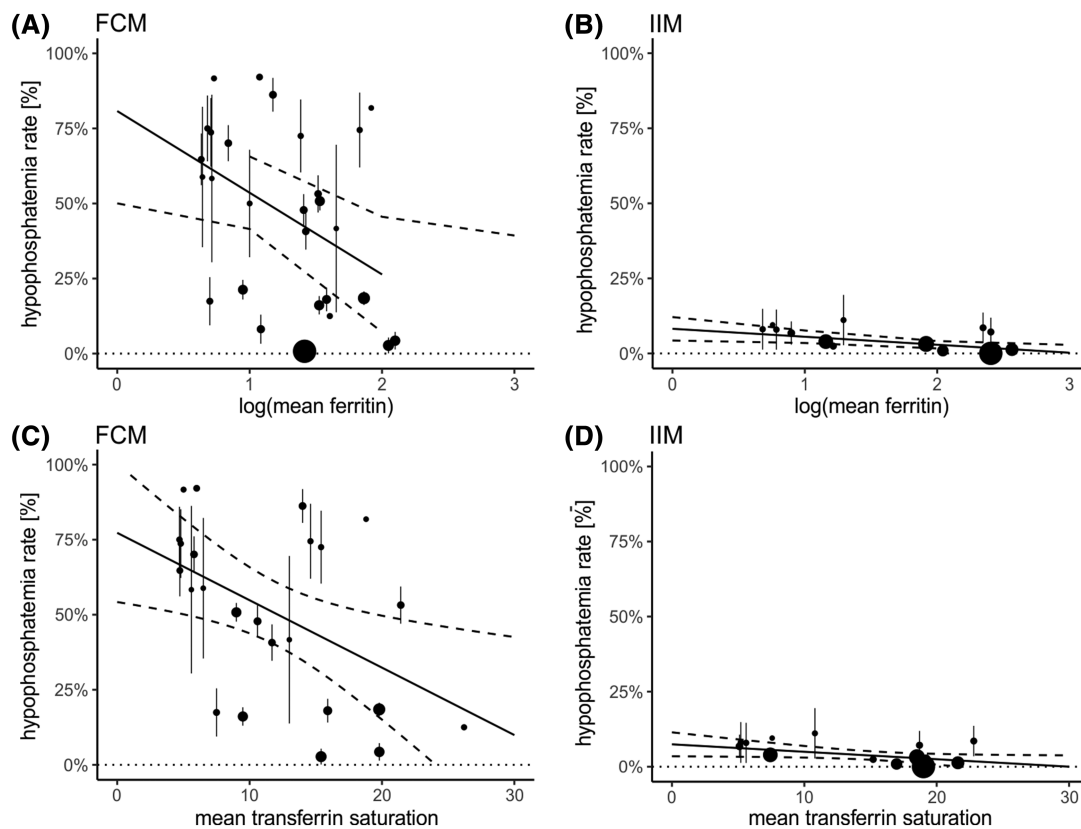 (A) FCM
100%
75%
50%
25%
0%
hypophosphatemia rate [%]
0 1 2 3
log(mean ferritin)
(B) IIM
100%
75%
50%
25%
0%
hypophosphatemia rate [%]
0 1 2 3
log(mean ferritin)
(C) FCM
100%
75%
50%
25%
0%
hypophosphatemia rate [%]
0 10 20 30
mean transferrin saturation
(D) IIM
100%
75%
50%
25%
0%
hypophosphatemia rate [%]
0 10 20 30
mean transferrin saturation